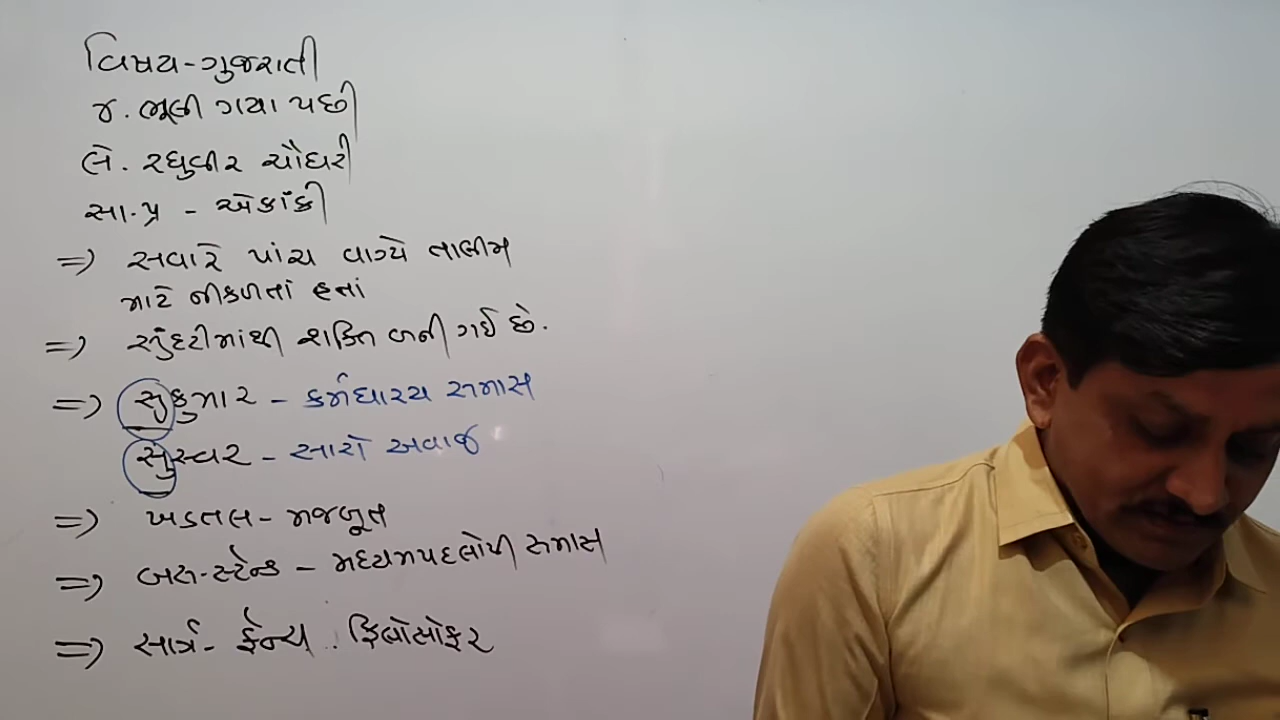 વિષય-ગુજરાતી
૪. ભૂલી ગયા પછી
લે. રઘુવીર ચૌધરી
સા.પ્ર - એકાંકી
⇒ સવારે પાંચ વાગ્યે તાલીમ
માટે નીકળતાં હતાં
⇒ સુંદરીમાંથી શક્તિ બની ગઈ છે.
⇒ સુકુમાર - કર્મધારય સમાસ
સુસ્વર - સારો અવાજ
⇒ ખડતલ - મજબૂત
⇒ બસ-સ્ટેન્ડ - મધ્યમપદલોપી સમાસ
⇒ સાર્ત્ર - ફ્રેન્ચ . ફિલોસોફર